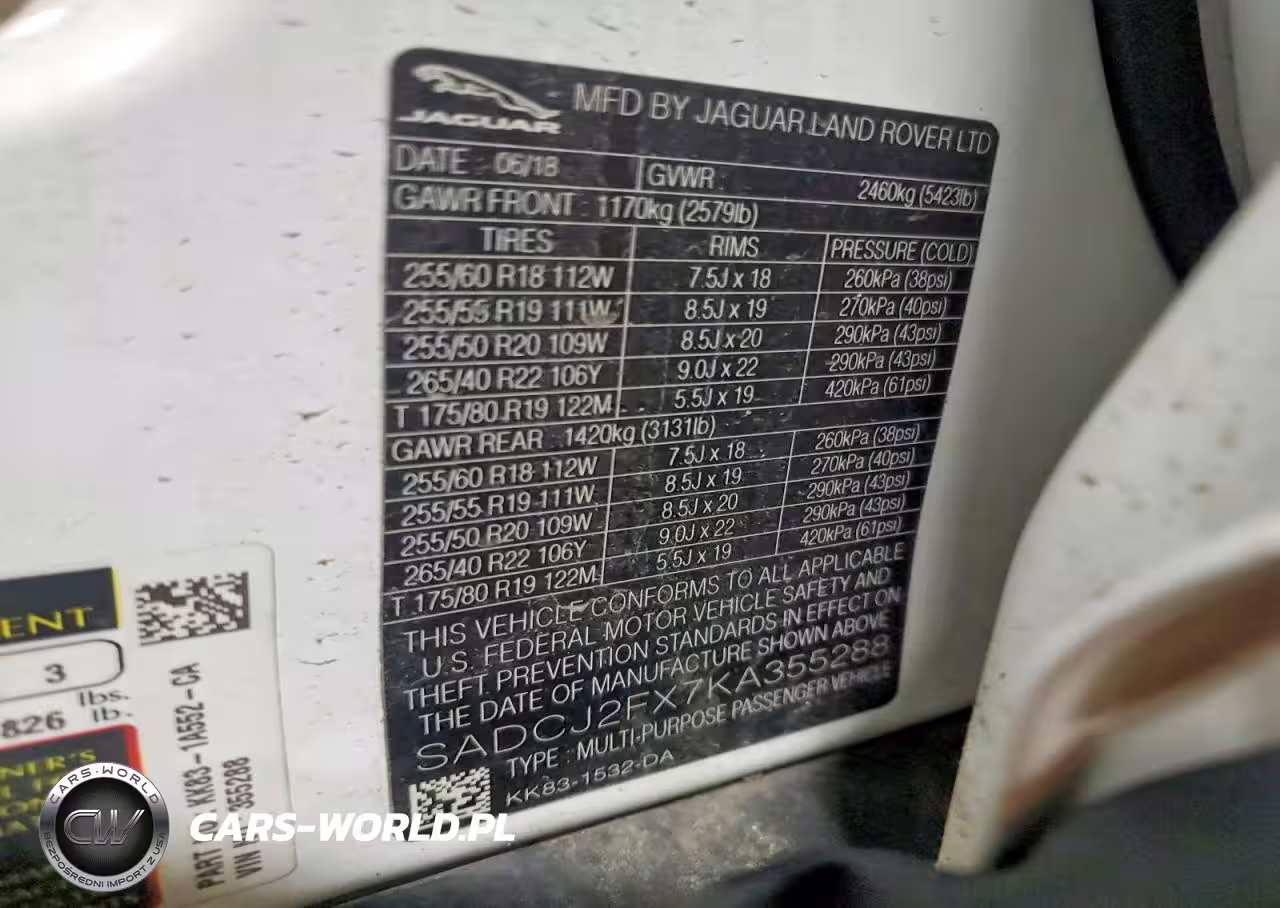 JAGUAR
MFD BY JAGUAR LAND ROVER LTD
DATE : 06/18 GVWR : 2460kg (5423lb)
GAWR FRONT : 1170kg (2579lb)
TIRES RIMS PRESSURE (COLD)
255/60 R18 112W 7.5J x 18 260kPa (38psi)
255/55 R19 111W 8.5J x 19 270kPa (40psi)
255/50 R20 109W 8.5J x 20 290kPa (43psi)
265/40 R22 106Y 9.0J x 22 290kPa (43psi)
T 175/80 R19 122M 5.5J x 19 420kPa (61psi)
GAWR REAR : 1420kg (3131lb)
255/60 R18 112W 7.5J x 18 260kPa (38psi)
255/55 R19 111W 8.5J x 19 270kPa (40psi)
255/50 R20 109W 8.5J x 20 290kPa (43psi)
265/40 R22 106Y 9.0J x 22 290kPa (43psi)
T 175/80 R19 122M 5.5J x 19 420kPa (61psi)
THIS VEHICLE CONFORMS TO ALL APPLICABLE
U.S. FEDERAL MOTOR VEHICLE SAFETY AND
THEFT PREVENTION STANDARDS IN EFFECT ON
THE DATE OF MANUFACTURE SHOWN ABOVE
SADCJ2FX7KA355288
TYPE : MULTI-PURPOSE PASSENGER VEHICLE
KK83-1532-DA
ENT
3
lbs.
826 lb.
NER'S
PART KK83-1A552-CA
VIN 355288
CARS-WORLD
CW
BEZPOŚREDNI IMPORT Z USA
CARS-WORLD.PL